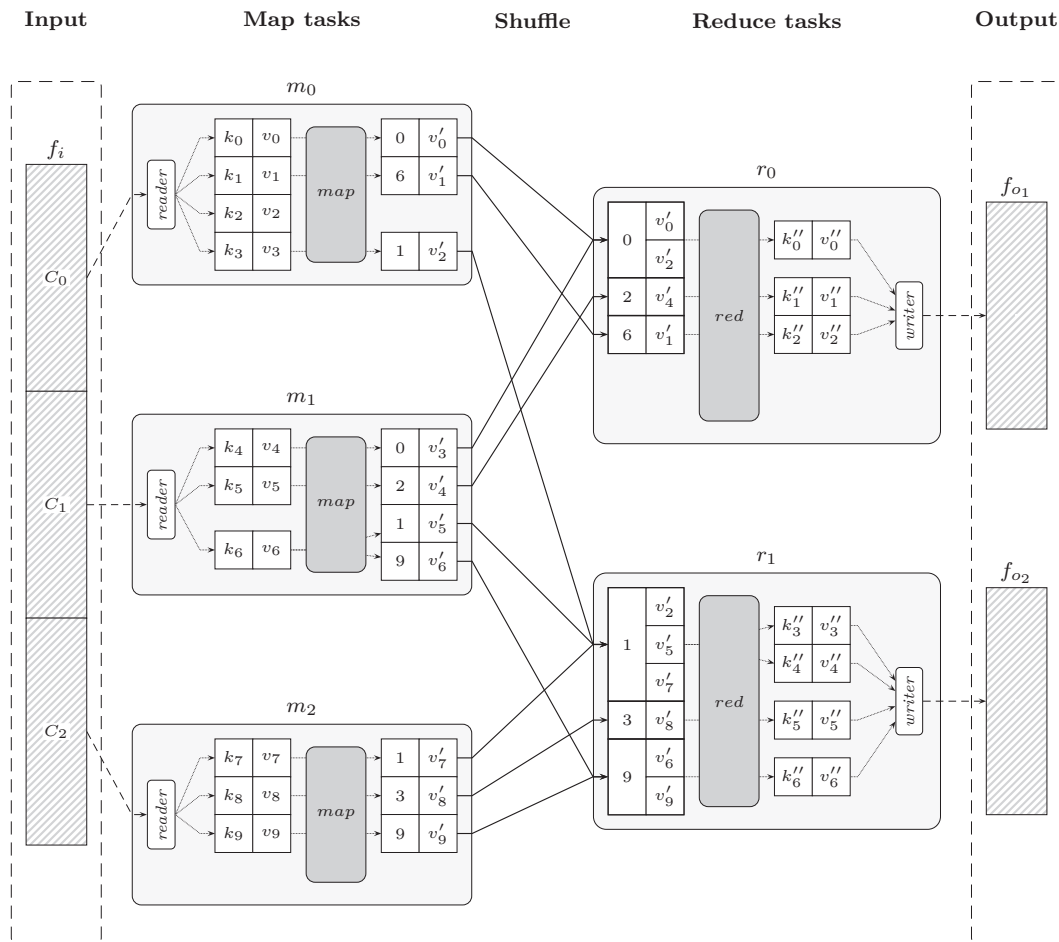 Input Map tasks Shuffle Reduce tasks Output
f_i
C_0
C_1
C_2
m_0
reader
k_0 v_0
k_1 v_1
k_2 v_2
k_3 v_3
map
0 v′_0
6 v′_1
1 v′_2
m_1
reader
k_4 v_4
k_5 v_5
k_6 v_6
map
0 v′_3
2 v′_4
1 v′_5
9 v′_6
m_2
reader
k_7 v_7
k_8 v_8
k_9 v_9
map
1 v′_7
3 v′_8
9 v′_9
r_0
0 v′_0
v′_2
2 v′_4
6 v′_1
red
k″_0 v″_0
k″_1 v″_1
k″_2 v″_2
writer
r_1
1 v′_2
v′_5
v′_7
3 v′_8
9 v′_6
v′_9
red
k″_3 v″_3
k″_4 v″_4
k″_5 v″_5
k″_6 v″_6
writer
f_{o_1}
f_{o_2}